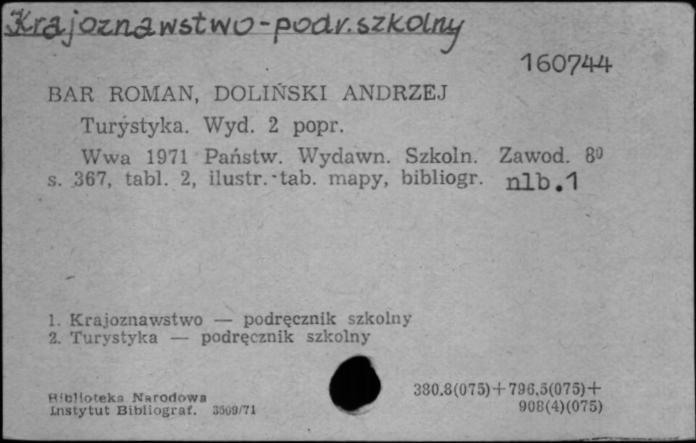 Krajoznawstwo-podr.szkolny
160744
BAR ROMAN, DOLIŃSKI ANDRZEJ
Turystyka. Wyd. 2 popr.
Wwa 1971 Państw. Wydawn. Szkoln. Zawod. 8⁰
s. 367, tabl. 2, ilustr. tab. mapy, bibliogr. nlb.1
1. Krajoznawstwo — podręcznik szkolny
2. Turystyka — podręcznik szkolny
Biblioteka Narodowa
Instytut Bibliograf. 3569/71
380.8(075)+796.5(075)+
908(4)(075)